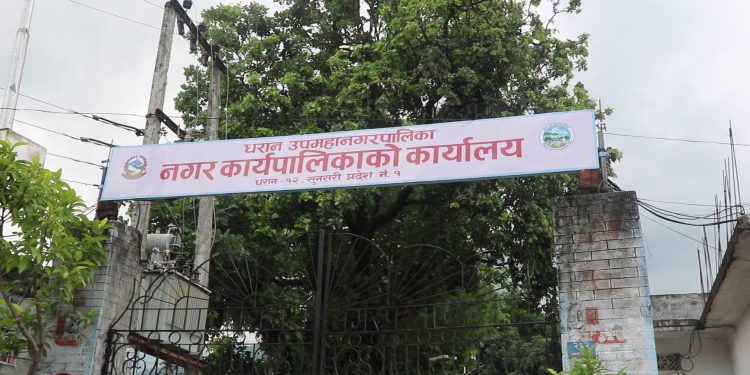 धरान उपमहानगरपालिका
नगर कार्यपालिकाको कार्यालय
धरान -१२, सुनसरी प्रदेश नं. १